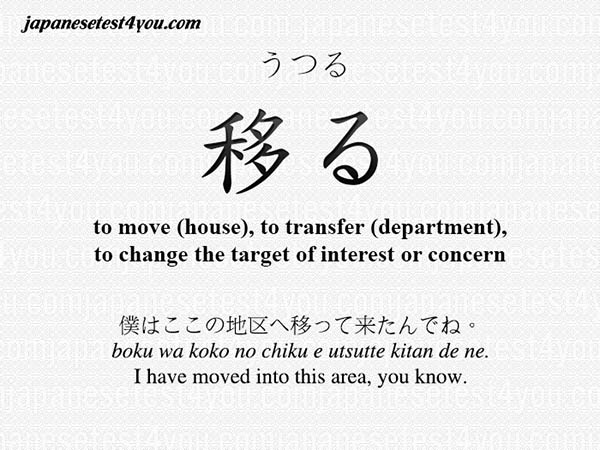 japanesetest4you.com
うつる
移る
to move (house), to transfer (department),
to change the target of interest or concern
僕はここの地区へ移って来たんでね。
boku wa koko no chiku e utsutte kitan de ne.
I have moved into this area, you know.